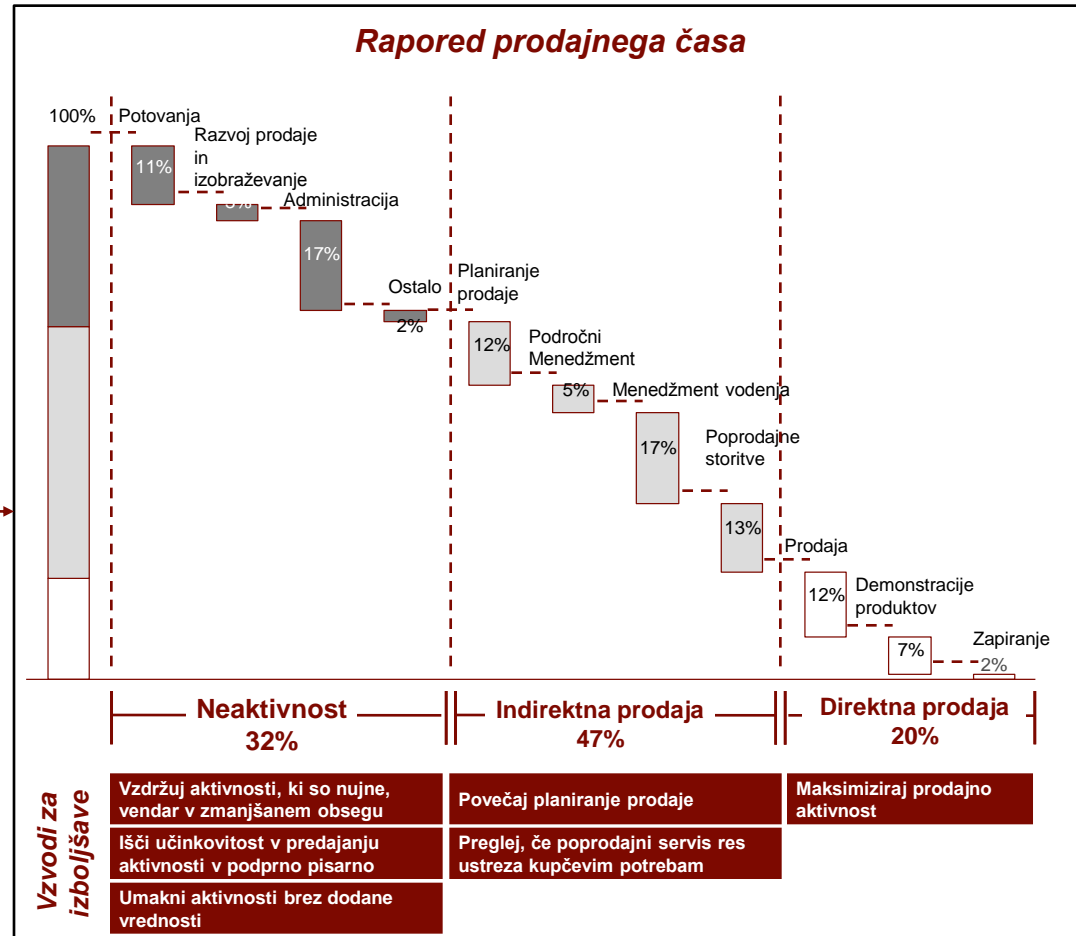 Rapored prodajnega časa
100%
Potovanja
11%
Razvoj prodaje
in
izobraževanje
Administracija
17%
Ostalo
2%
Planiranje
prodaje
12%
Področni
Menedžment
5%
Menedžment vodenja
17%
Poprodajne
storitve
13%
Prodaja
12%
Demonstracije
produktov
7%
Zapiranje
2%
Neaktivnost
32%
Indirektna prodaja
47%
Direktna prodaja
20%
Vzvodi za
izboljšave
Vzdržuj aktivnosti, ki so nujne,
vendar v zmanjšanem obsegu
Išči učinkovitost v predajanju
aktivnosti v podprno pisarno
Umakni aktivnosti brez dodane
vrednosti
Povečaj planiranje prodaje
Preglej, če poprodajni servis res
ustreza kupčevim potrebam
Maksimiziraj prodajno
aktivnost